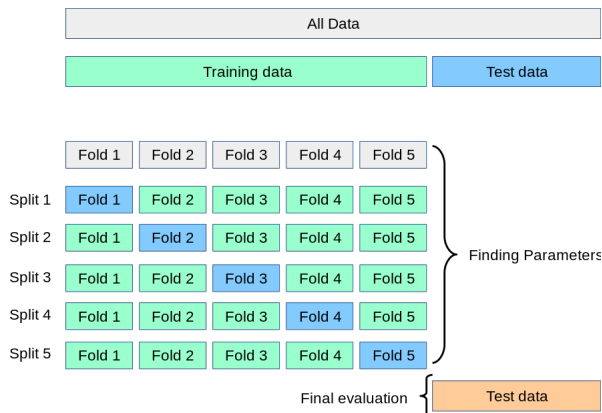 All Data
Training data Test data
Fold 1 Fold 2 Fold 3 Fold 4 Fold 5
Split 1 Fold 1 Fold 2 Fold 3 Fold 4 Fold 5
Split 2 Fold 1 Fold 2 Fold 3 Fold 4 Fold 5
Finding Parameters
Split 3 Fold 1 Fold 2 Fold 3 Fold 4 Fold 5
Split 4 Fold 1 Fold 2 Fold 3 Fold 4 Fold 5
Split 5 Fold 1 Fold 2 Fold 3 Fold 4 Fold 5
Final evaluation Test data